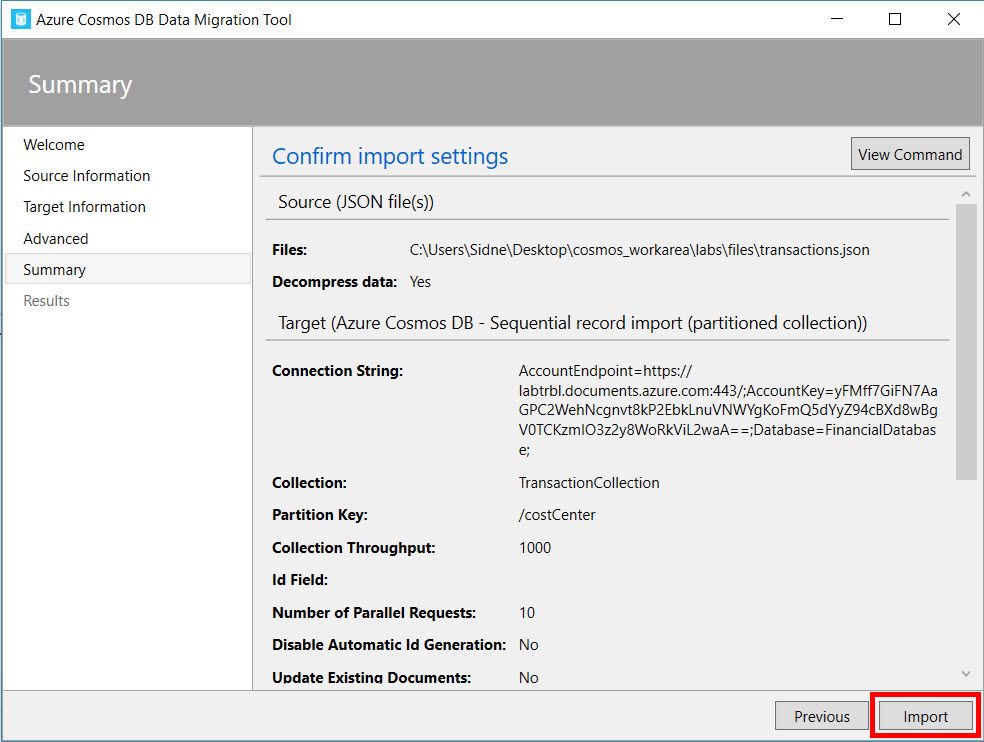 Azure Cosmos DB Data Migration Tool
Summary
Welcome
Source Information
Target Information
Advanced
Summary
Results
Confirm import settings
View Command
Source (JSON file(s))
Files: C:\Users\Sidne\Desktop\cosmos_workarea\labs\files\transactions.json
Decompress data: Yes
Target (Azure Cosmos DB - Sequential record import (partitioned collection))
Connection String: AccountEndpoint=https://
labtrbl.documents.azure.com:443/;AccountKey=yFMff7GiFN7Aa
GPC2WehNcgnvt8kP2EbkLnuVNWYgKoFmQ5dYyZ94cBXd8wBg
V0TCKzmIO3z2y8WoRkViL2waA==;Database=FinancialDatabas
e;
Collection: TransactionCollection
Partition Key: /costCenter
Collection Throughput: 1000
Id Field:
Number of Parallel Requests: 10
Disable Automatic Id Generation: No
Update Existing Documents: No
Previous
Import